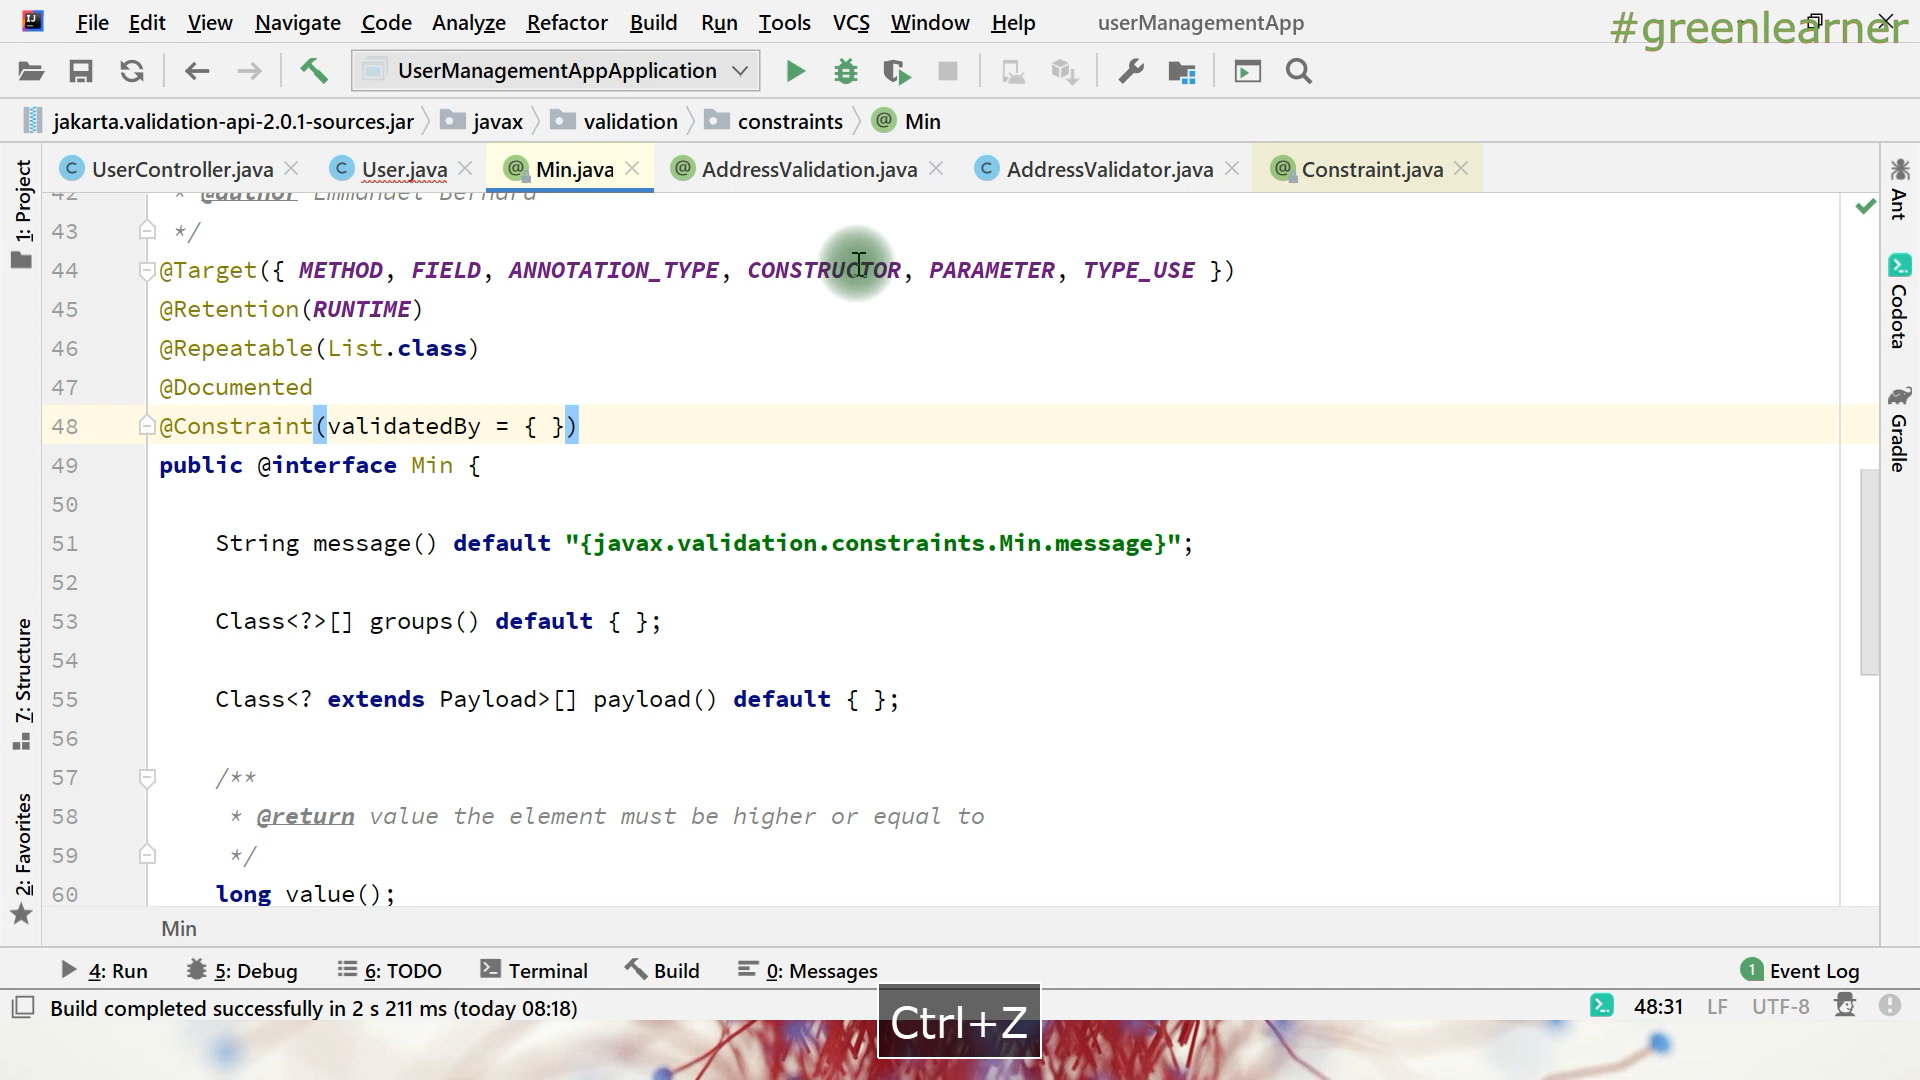 File Edit View Navigate Code Analyze Refactor Build Run Tools VCS Window Help userManagementApp
#greenlearner
UserManagementAppApplication
jakarta.validation-api-2.0.1-sources.jar javax validation constraints Min
UserController.java User.java Min.java AddressValidation.java AddressValidator.java Constraint.java
42 * @author Emmanuel Bernard
43 */
44 @Target({ METHOD, FIELD, ANNOTATION_TYPE, CONSTRUCTOR, PARAMETER, TYPE_USE })
45 @Retention(RUNTIME)
46 @Repeatable(List.class)
47 @Documented
48 @Constraint(validatedBy = { })
49 public @interface Min {
50
51 String message() default "{javax.validation.constraints.Min.message}";
52
53 Class<?>[] groups() default { };
54
55 Class<? extends Payload>[] payload() default { };
56
57 /**
58 * @return value the element must be higher or equal to
59 */
60 long value();
Min
1: Project
7: Structure
2: Favorites
Ant
Codota
Gradle
4: Run 5: Debug 6: TODO Terminal Build 0: Messages 1 Event Log
Build completed successfully in 2 s 211 ms (today 08:18) 48:31 LF UTF-8
Ctrl+Z